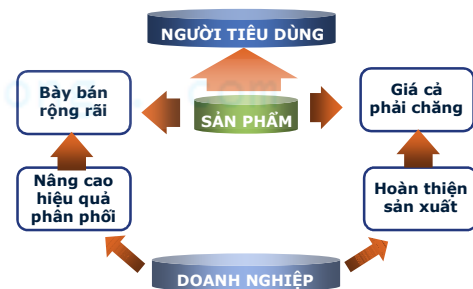 NGƯỜI TIÊU DÙNG
Bày bán
rộng rãi
SẢN PHẨM
Giá cả
phải chăng
Nâng cao
hiệu quả
phân phối
Hoàn thiện
sản xuất
DOANH NGHIỆP